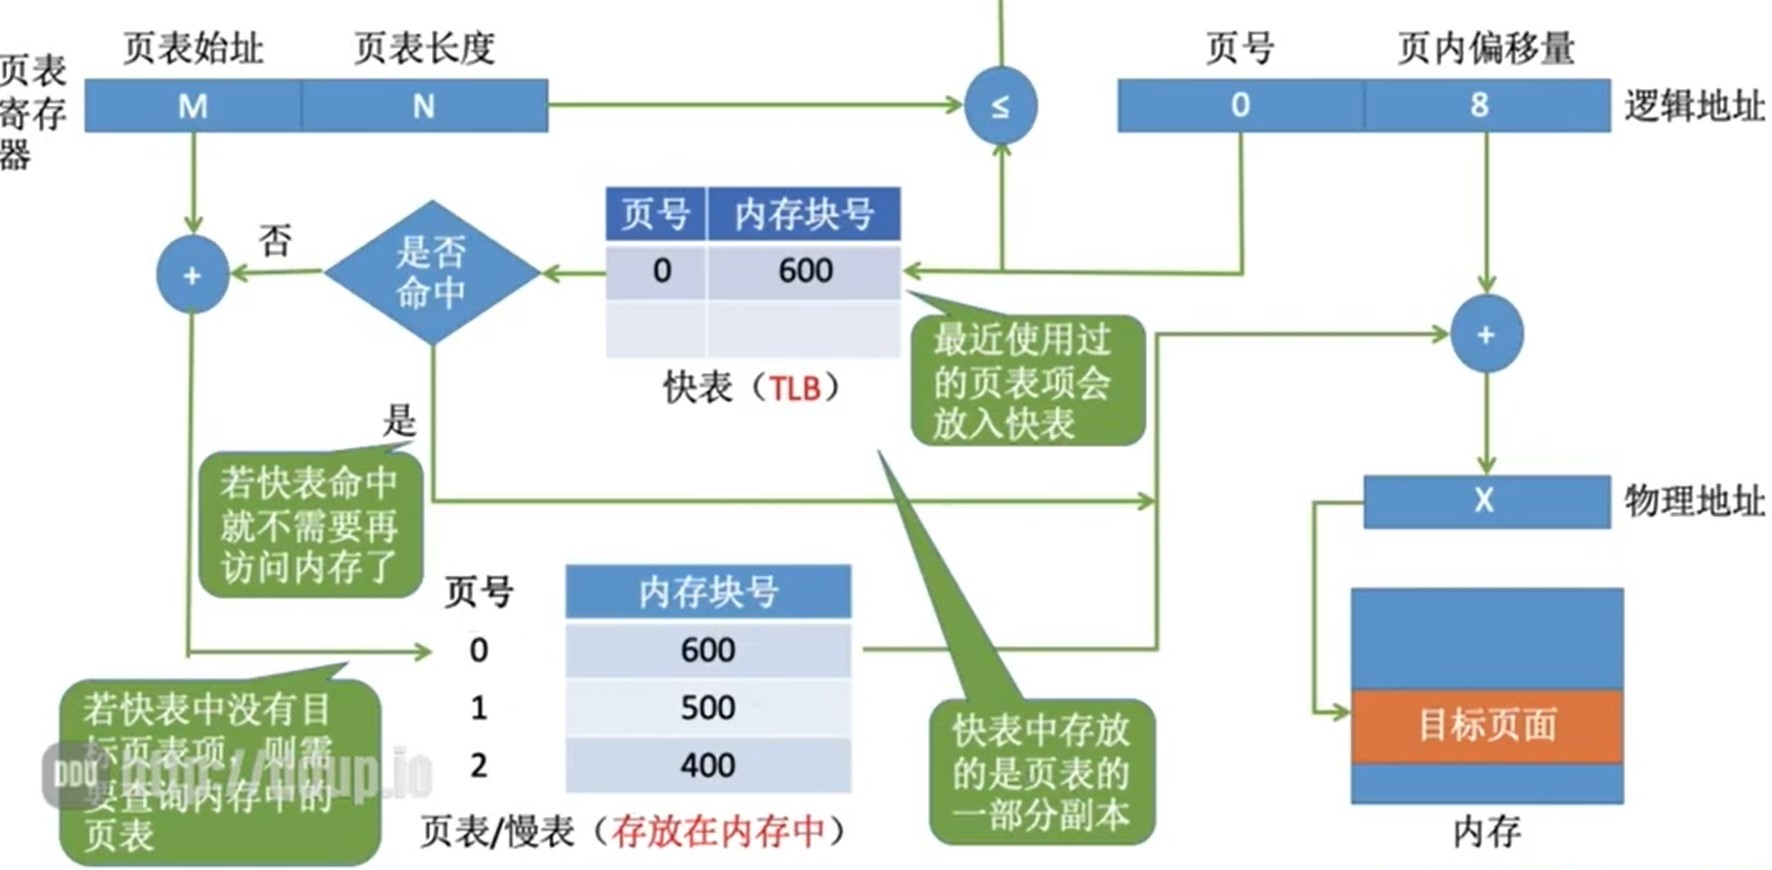 页表始址
页表长度
页号
页内偏移量
页表
寄存
器
M
N
≤
0
8
逻辑地址
页号
内存块号
0
600
快表（TLB）
+
否
是否
命中
是
最近使用过
的页表项会
放入快表
+
若快表命中
就不需要再
访问内存了
X
物理地址
页号
内存块号
0
600
1
500
2
400
页表/慢表（存放在内存中）
若快表中没有目
标页表项，则需
要查询内存中的
页表
快表中存放
的是页表的
一部分副本
目标页面
内存
DDU